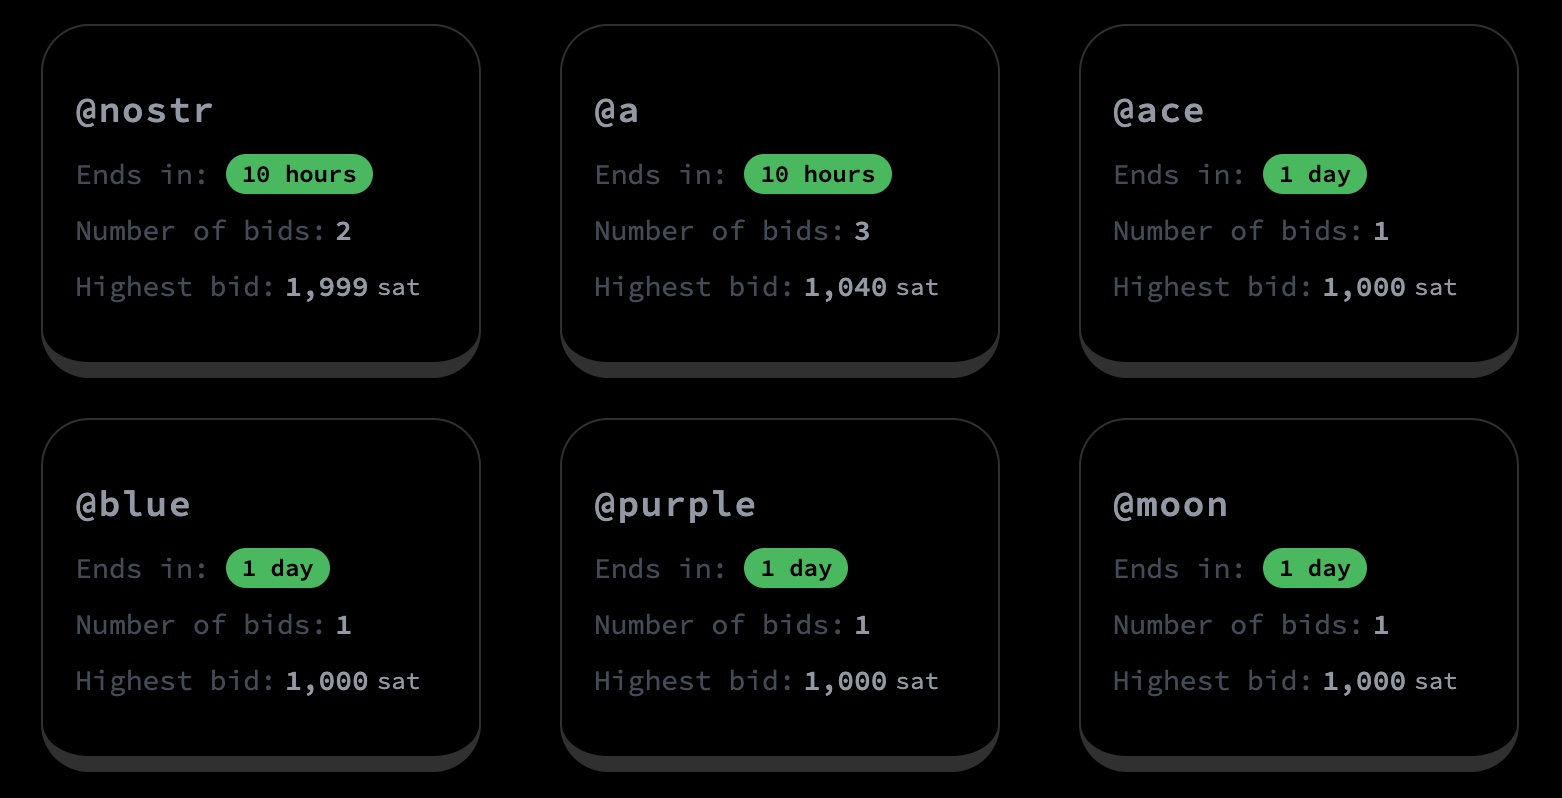 @nostr
Ends in: 10 hours
Number of bids: 2
Highest bid: 1,999 sat
@a
Ends in: 10 hours
Number of bids: 3
Highest bid: 1,040 sat
@ace
Ends in: 1 day
Number of bids: 1
Highest bid: 1,000 sat
@blue
Ends in: 1 day
Number of bids: 1
Highest bid: 1,000 sat
@purple
Ends in: 1 day
Number of bids: 1
Highest bid: 1,000 sat
@moon
Ends in: 1 day
Number of bids: 1
Highest bid: 1,000 sat